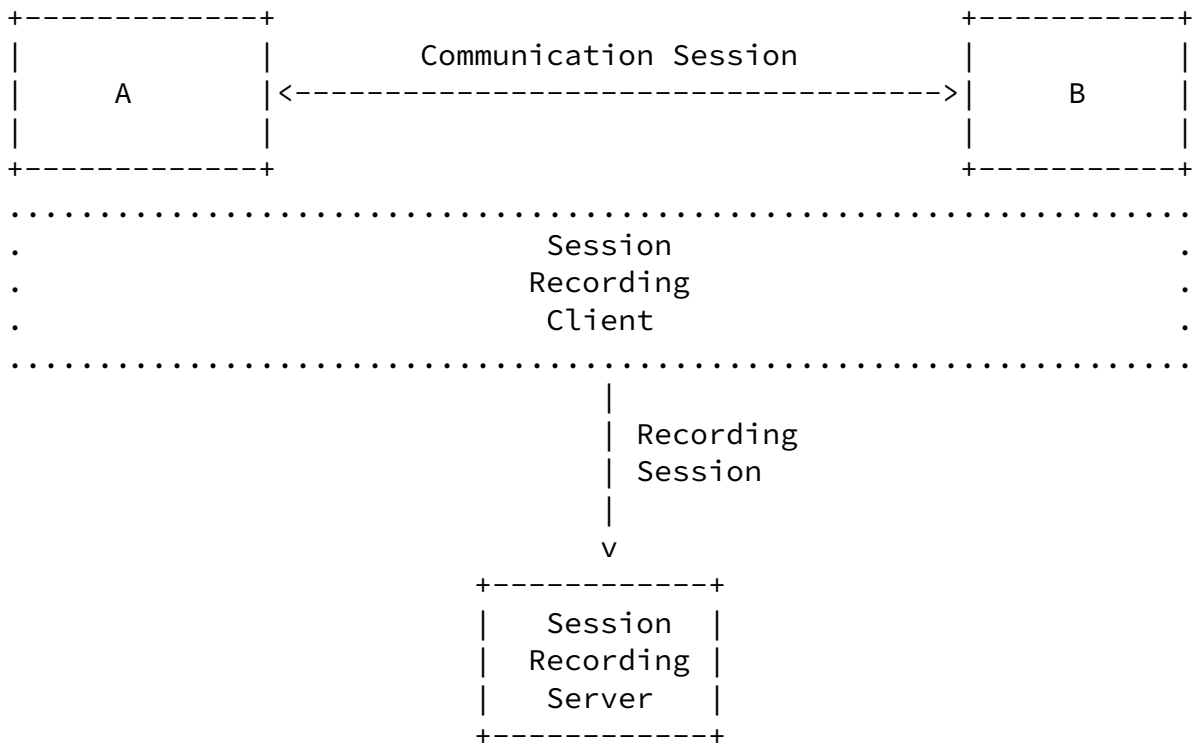 Communication Session
A B
Session
Recording
Client
Recording
Session
Session
Recording
Server